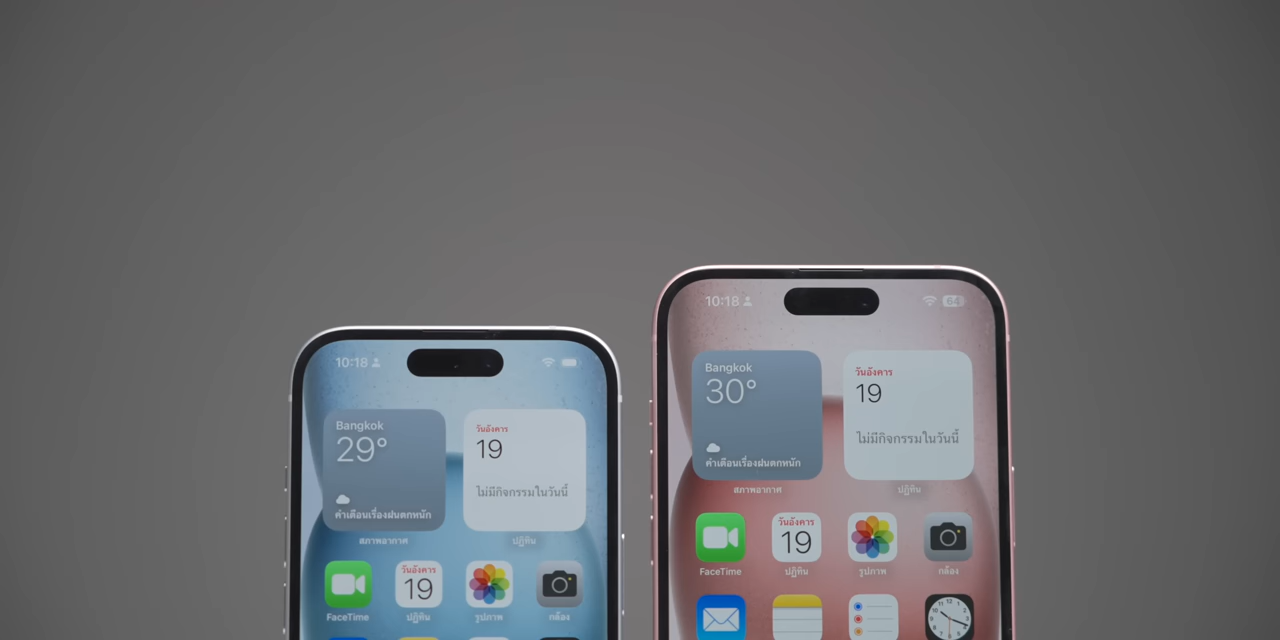 10:18
Bangkok
29°
คำเตือนเรื่องฝนตกหนัก
สภาพอากาศ
วันอังคาร
19
ไม่มีกิจกรรมในวันนี้
ปฏิทิน
FaceTime
วันอังคาร
19
ปฏิทิน
รูปภาพ
กล้อง
10:18
64
Bangkok
30°
คำเตือนเรื่องฝนตกหนัก
สภาพอากาศ
วันอังคาร
19
ไม่มีกิจกรรมในวันนี้
ปฏิทิน
FaceTime
วันอังคาร
19
ปฏิทิน
รูปภาพ
กล้อง